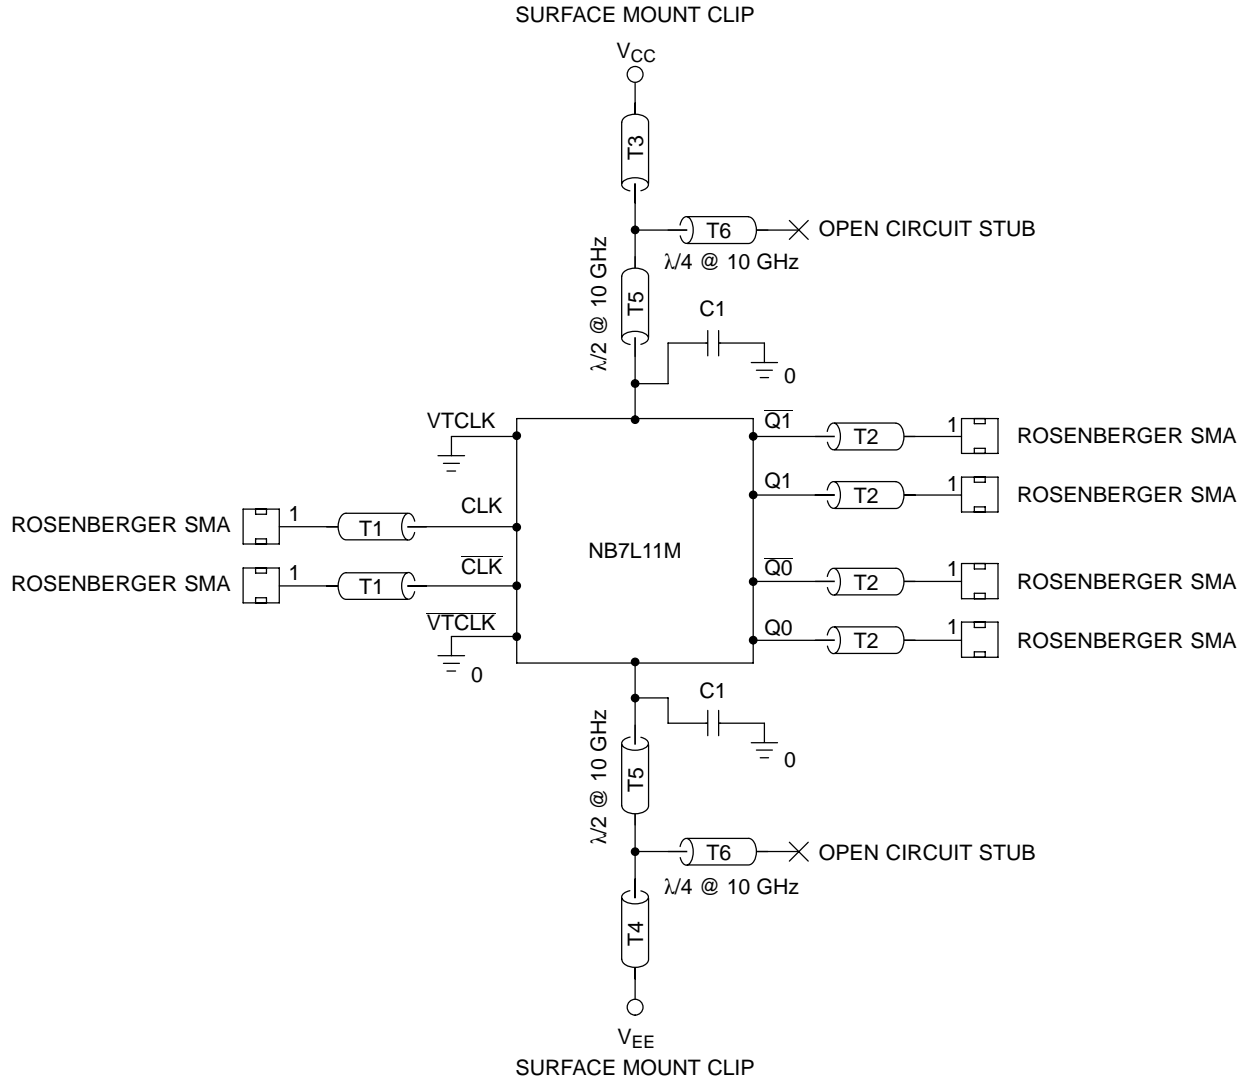 SURFACE MOUNT CLIP
VCC
T3
T6
OPEN CIRCUIT STUB
λ/4 @ 10 GHz
λ/2 @ 10 GHz
T5
C1
0
VTCLK
Q1
T2
1
ROSENBERGER SMA
Q1
T2
1
ROSENBERGER SMA
ROSENBERGER SMA
1
T1
CLK
NB7L11M
ROSENBERGER SMA
1
T1
CLK
Q0
T2
1
ROSENBERGER SMA
VTCLK
0
Q0
T2
1
ROSENBERGER SMA
C1
0
λ/2 @ 10 GHz
T5
T6
OPEN CIRCUIT STUB
λ/4 @ 10 GHz
T4
VEE
SURFACE MOUNT CLIP